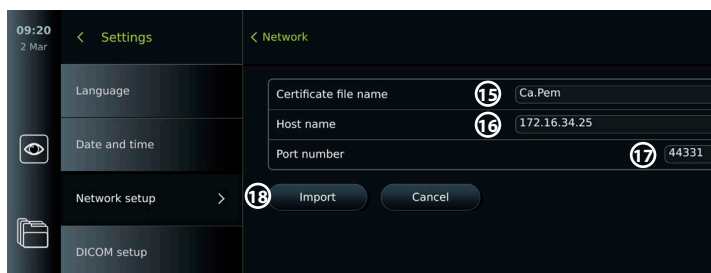 09:20
2 Mar
Settings
Network
Language
Date and time
Network setup
DICOM setup
Certificate file name 15 Ca.Pem
Host name 16 172.16.34.25
Port number 17 44331
18 Import Cancel